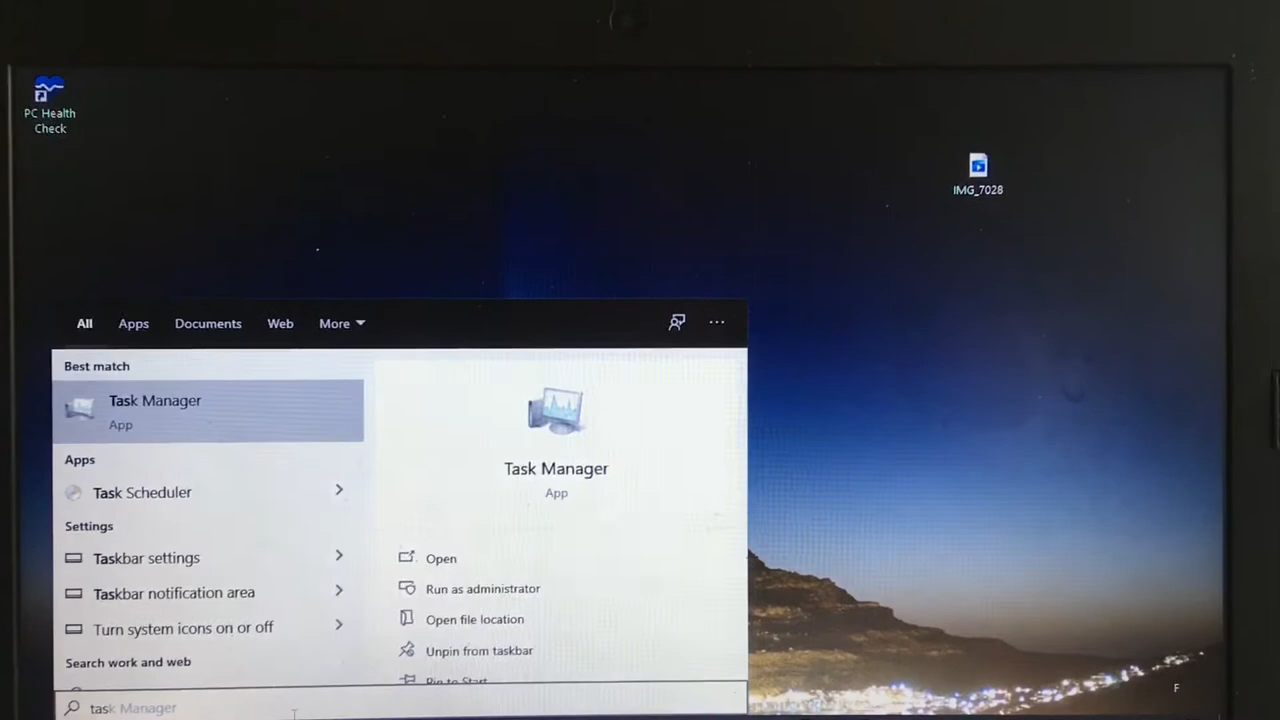 PC Health
Check
IMG_7028
All Apps Documents Web More
Best match
Task Manager
App
Apps
Task Scheduler
Settings
Taskbar settings
Taskbar notification area
Turn system icons on or off
Search work and web
Task Manager
App
Open
Run as administrator
Open file location
Unpin from taskbar
Pin to Start
task Manager
F